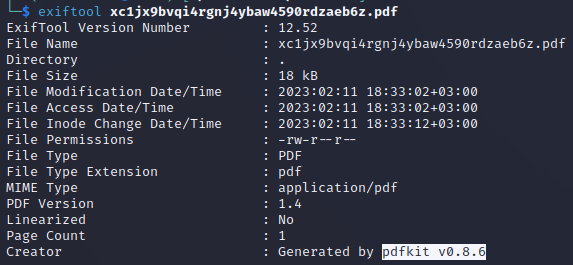 └─$ exiftool xc1jx9bvqi4rgnj4ybaw4590rdzaeb6z.pdf
ExifTool Version Number : 12.52
File Name : xc1jx9bvqi4rgnj4ybaw4590rdzaeb6z.pdf
Directory : .
File Size : 18 kB
File Modification Date/Time : 2023:02:11 18:33:02+03:00
File Access Date/Time : 2023:02:11 18:33:02+03:00
File Inode Change Date/Time : 2023:02:11 18:33:12+03:00
File Permissions : -rw-r--r--
File Type : PDF
File Type Extension : pdf
MIME Type : application/pdf
PDF Version : 1.4
Linearized : No
Page Count : 1
Creator : Generated by pdfkit v0.8.6